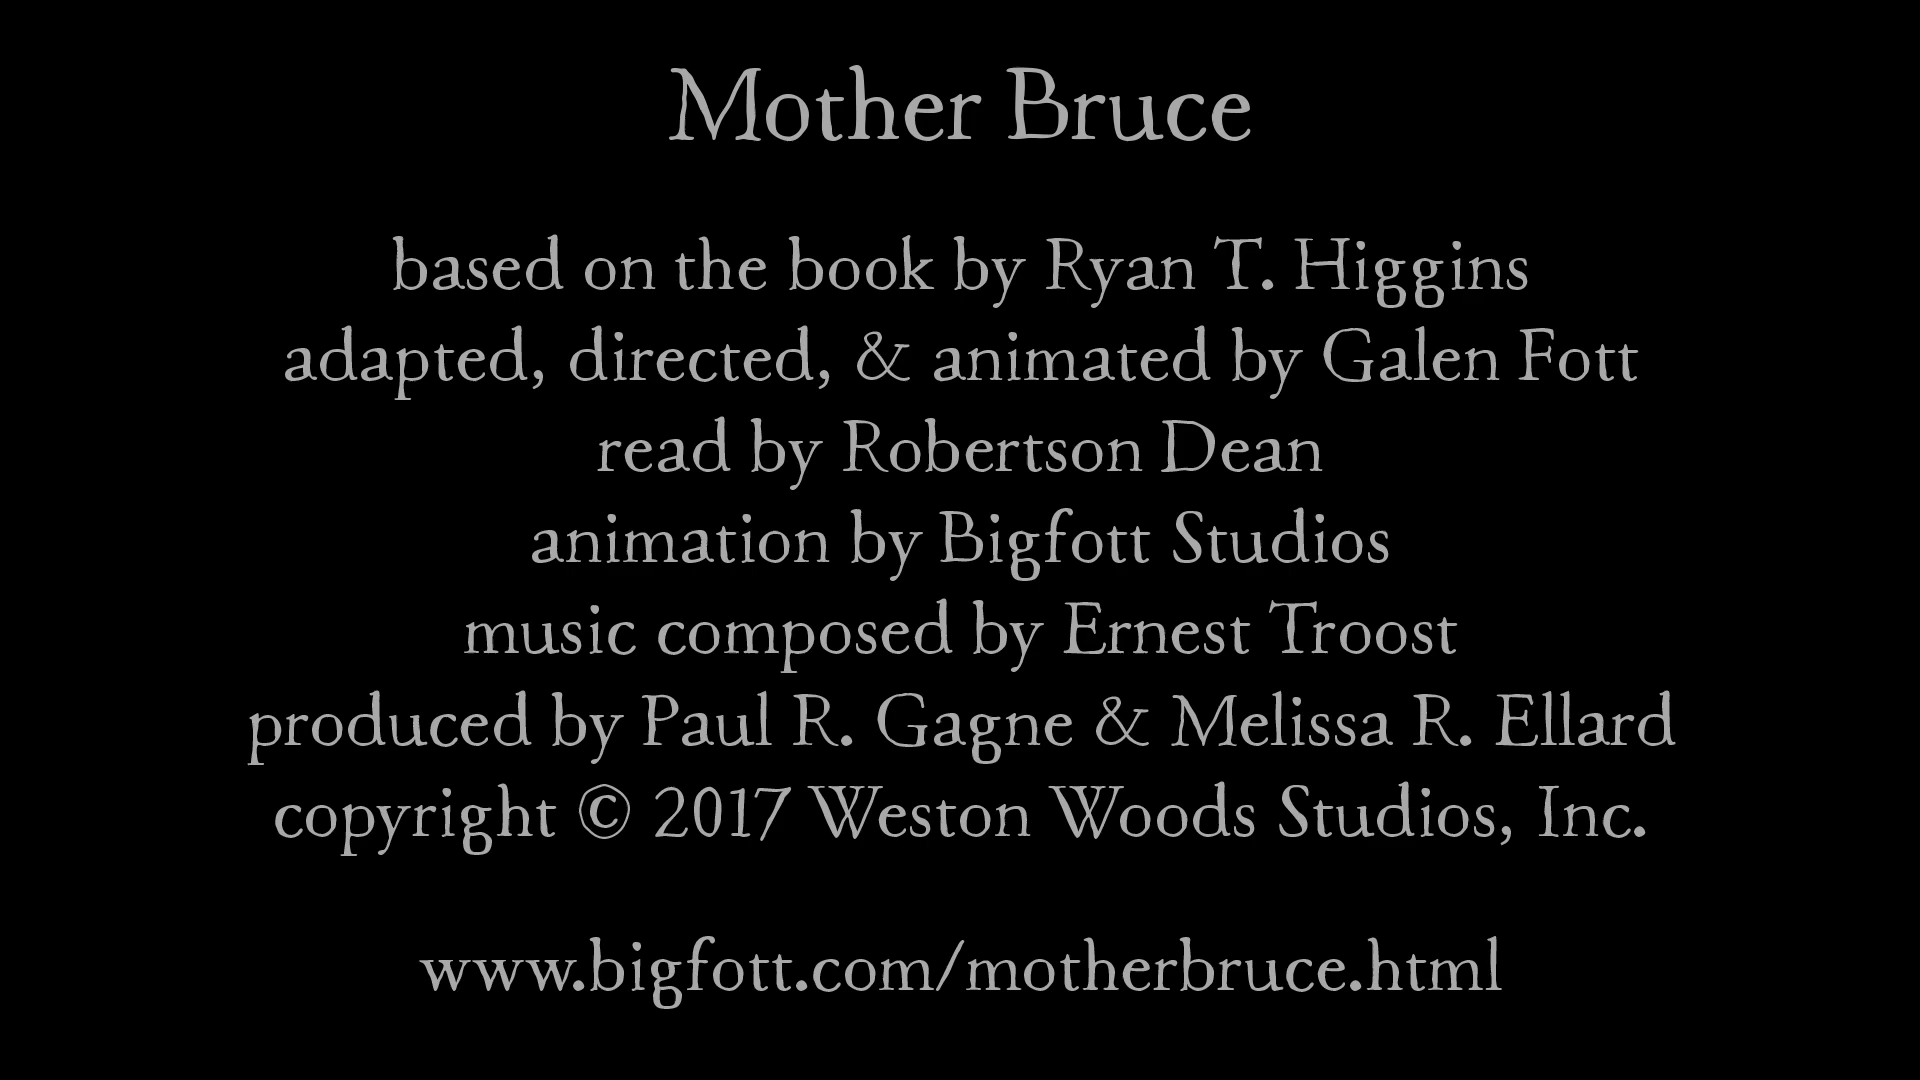 Mother Bruce
based on the book by Ryan T. Higgins
adapted, directed, & animated by Galen Fott
read by Robertson Dean
animation by Bigfott Studios
music composed by Ernest Troost
produced by Paul R. Gagne & Melissa R. Ellard
copyright © 2017 Weston Woods Studios, Inc.
www.bigfott.com/motherbruce.html